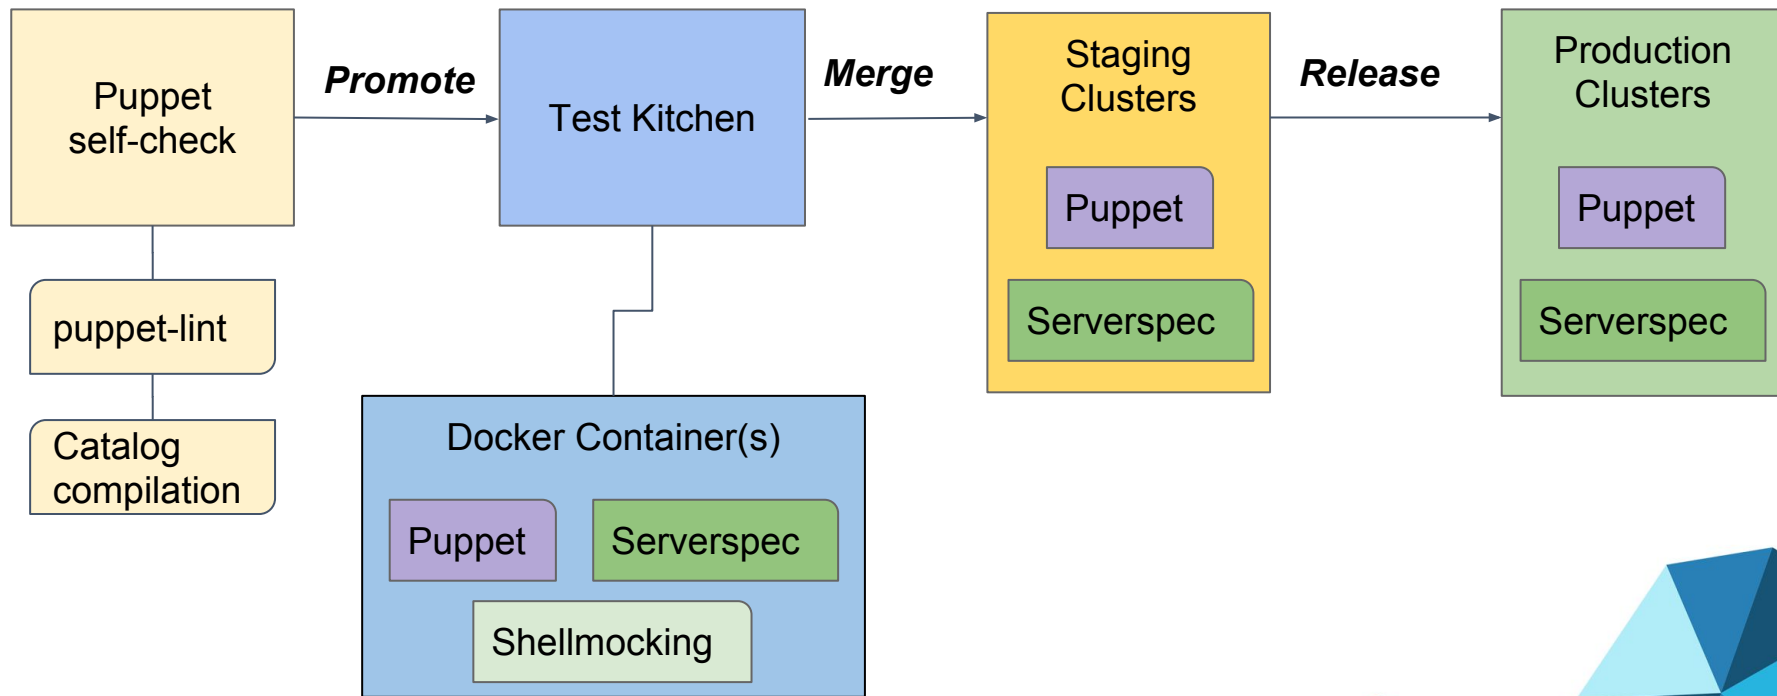 Puppet
self-check
Promote
Test Kitchen
Merge
Staging
Clusters
Release
Production
Clusters
puppet-lint
Catalog
compilation
Docker Container(s)
Puppet
Serverspec
Shellmocking
Puppet
Serverspec
Puppet
Serverspec